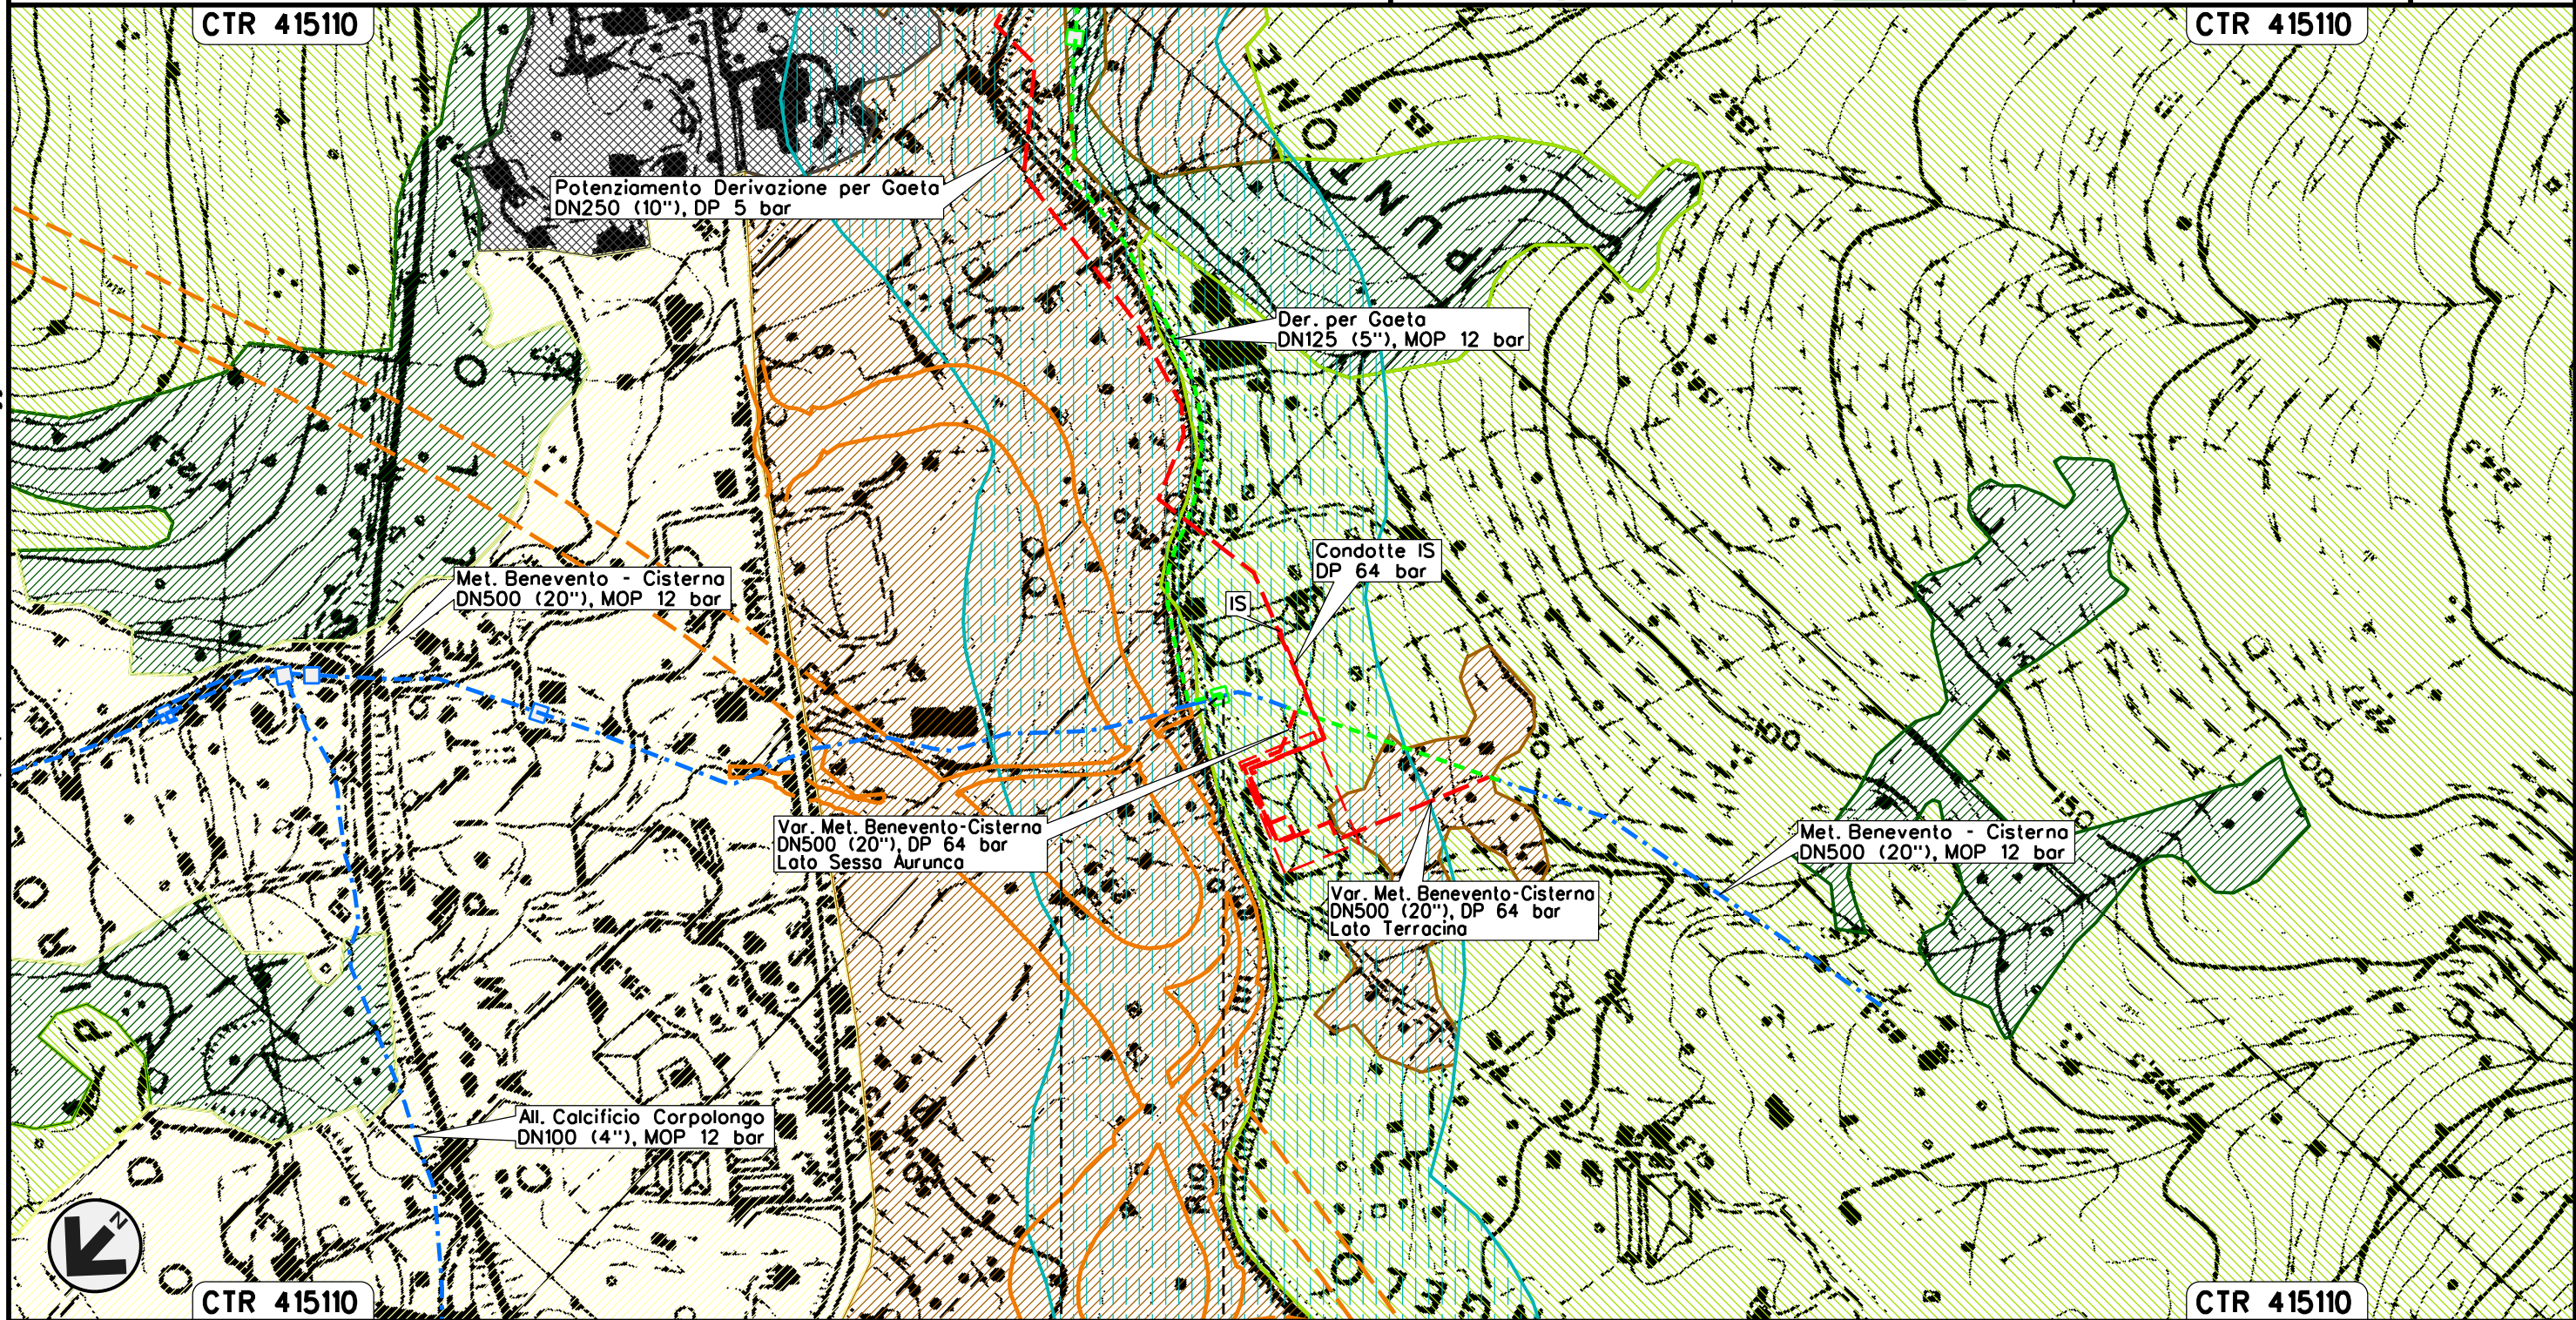 CTR 415110
CTR 415110
Potenziamento Derivazione per Gaeta
DN250 (10"), DP 5 bar
Der. per Gaeta
DN125 (5"), MOP 12 bar
Condotte IS
DP 64 bar
IS
Met. Benevento - Cisterna
DN500 (20"), MOP 12 bar
Var. Met. Benevento-Cisterna
DN500 (20"), DP 64 bar
Lato Sessa Aurunca
Met. Benevento - Cisterna
DN500 (20"), MOP 12 bar
Var. Met. Benevento-Cisterna
DN500 (20"), DP 64 bar
Lato Terracina
All. Calcificio Corpolongo
DN100 (4"), MOP 12 bar
100
150
200
RIO
N
CTR 415110
CTR 415110